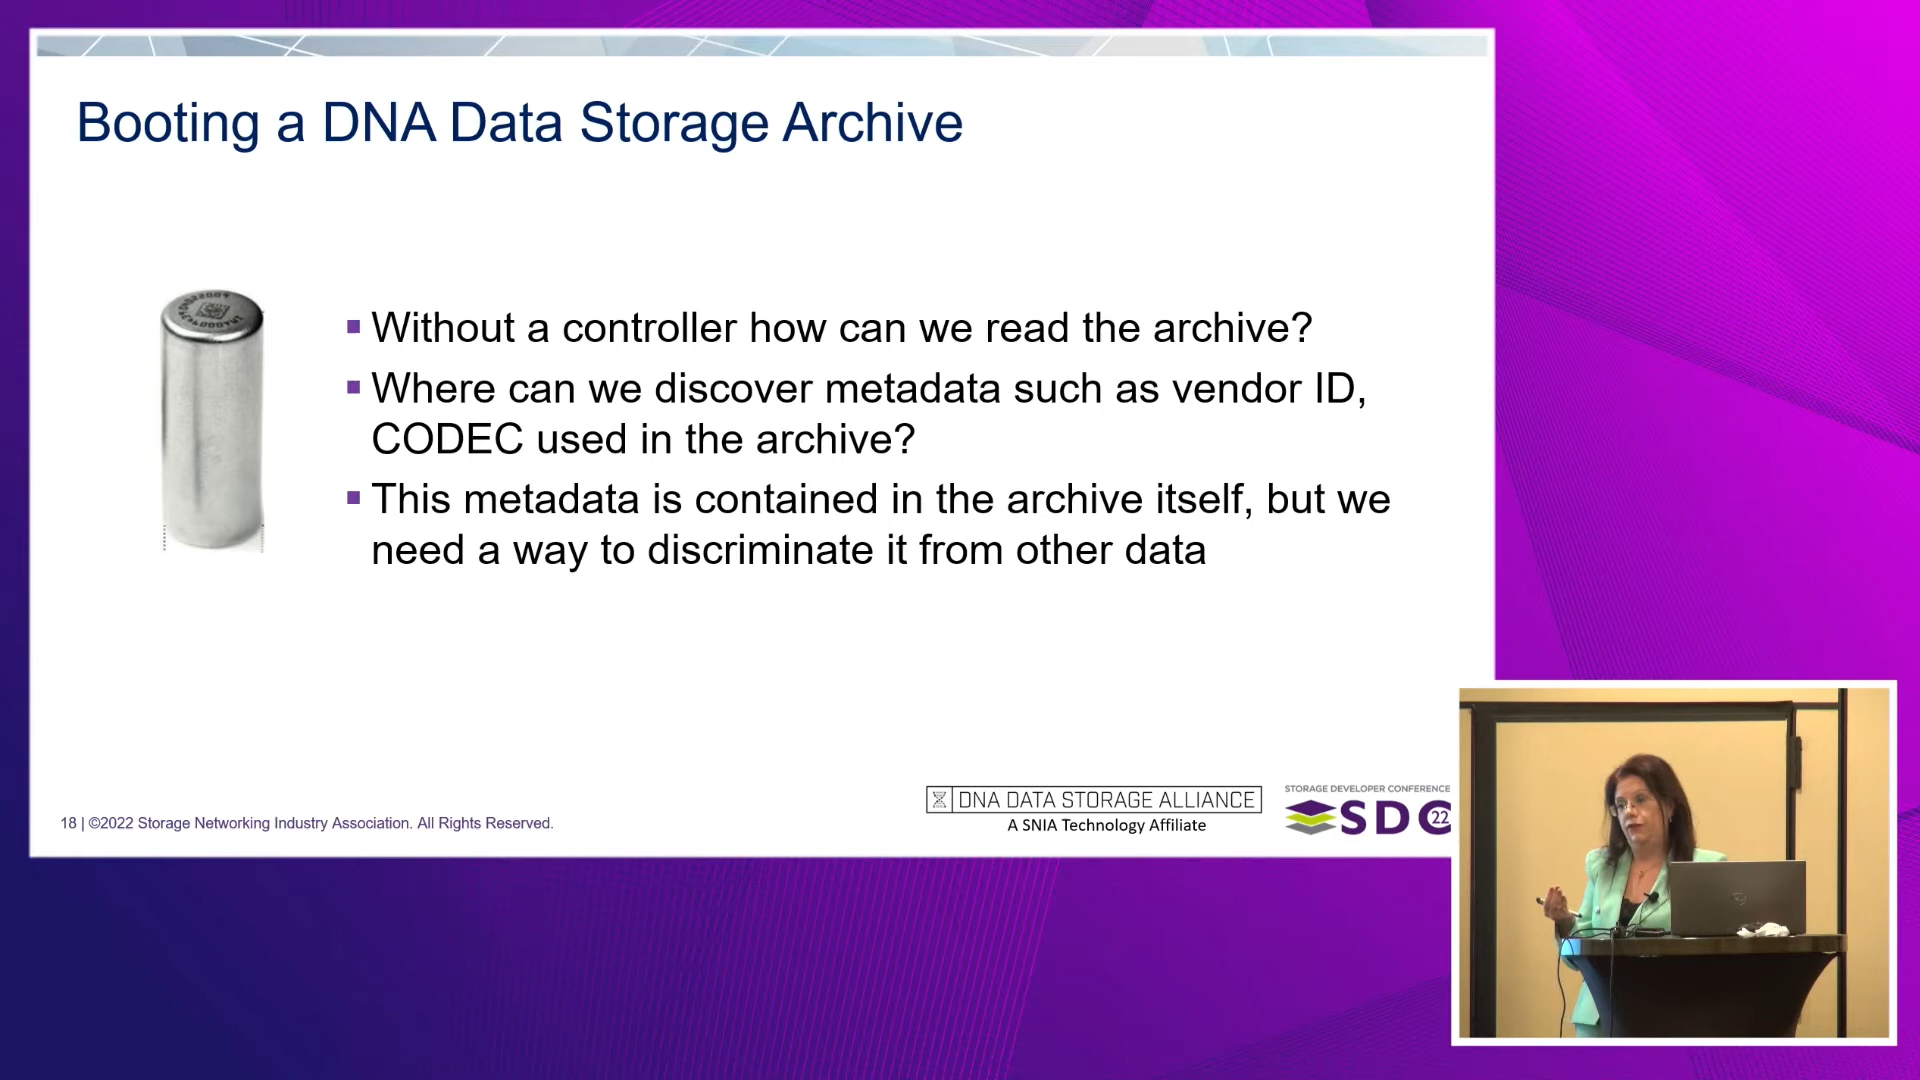 Booting a DNA Data Storage Archive
▪ Without a controller how can we read the archive?
▪ Where can we discover metadata such as vendor ID,
CODEC used in the archive?
▪ This metadata is contained in the archive itself, but we
need a way to discriminate it from other data
18 | ©2022 Storage Networking Industry Association. All Rights Reserved.
DNA DATA STORAGE ALLIANCE
A SNIA Technology Affiliate
STORAGE DEVELOPER CONFERENCE
SDC 22